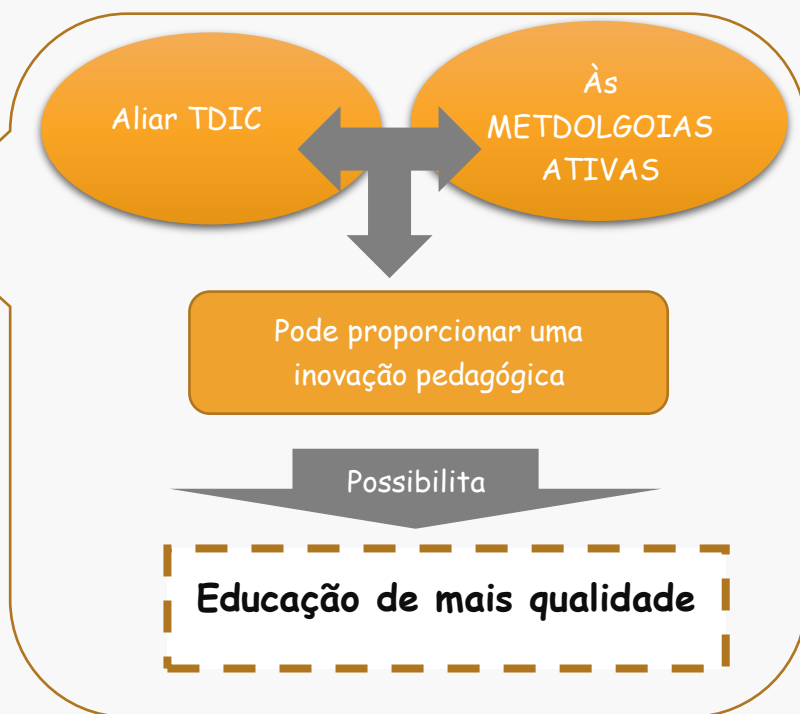 Aliar TDIC
Às
METDOLGOIAS
ATIVAS
Pode proporcionar uma
inovação pedagógica
Possibilita
Educação de mais qualidade